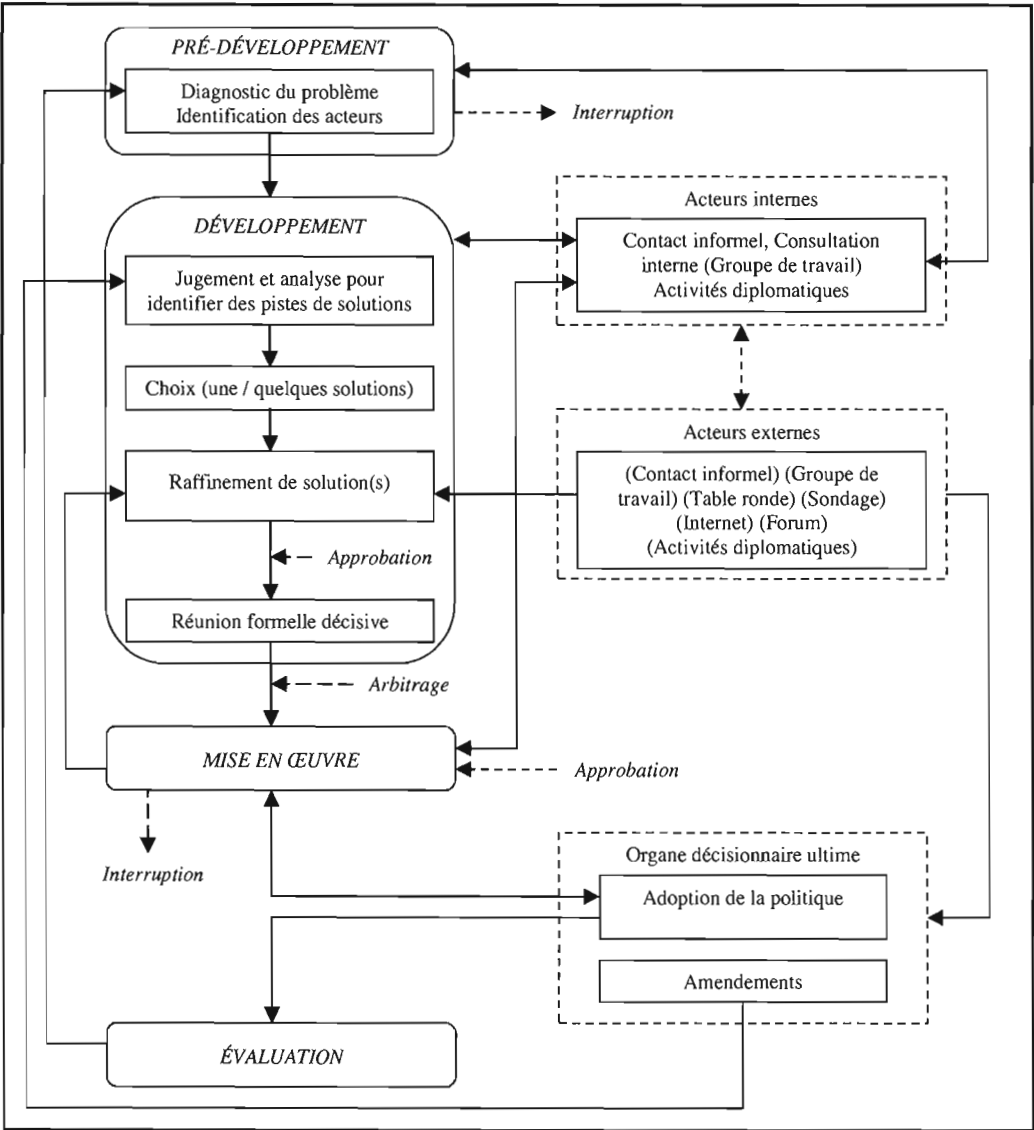 PRÉ-DÉVELOPPEMENT
Diagnostic du problème
Identification des acteurs
Interruption
DÉVELOPPEMENT
Jugement et analyse pour
identifier des pistes de solutions
Choix (une / quelques solutions)
Raffinement de solution(s)
Approbation
Réunion formelle décisive
Arbitrage
Acteurs internes
Contact informel, Consultation
interne (Groupe de travail)
Activités diplomatiques
Acteurs externes
(Contact informel) (Groupe de
travail) (Table ronde) (Sondage)
(Internet) (Forum)
(Activités diplomatiques)
MISE EN ŒUVRE
Approbation
Interruption
Organe décisionnaire ultime
Adoption de la politique
Amendements
ÉVALUATION